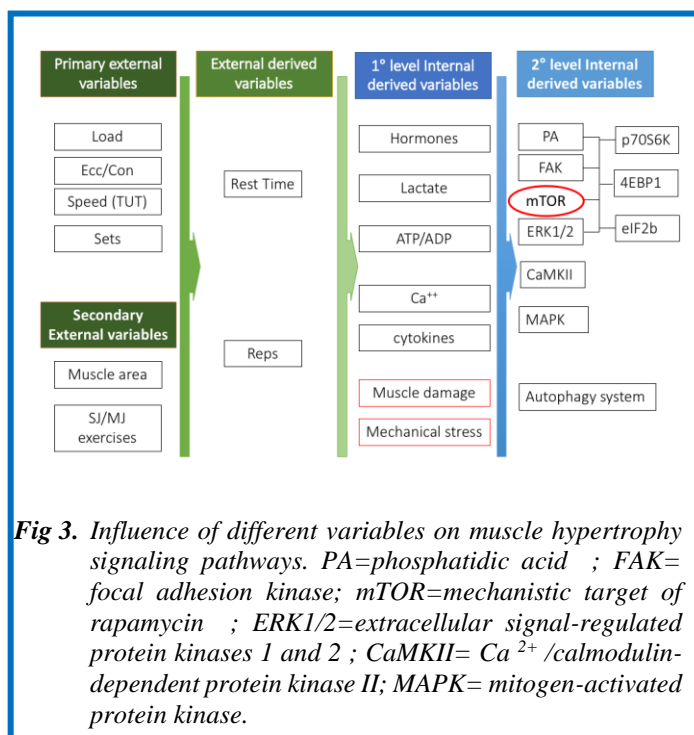 Primary external
variables
External derived
variables
1° level Internal
derived variables
2° level Internal
derived variables
Load
Ecc/Con
Speed (TUT)
Sets
Secondary
External variables
Muscle area
SJ/MJ
exercises
Rest Time
Reps
Hormones
Lactate
ATP/ADP
Ca⁺⁺
cytokines
Muscle damage
Mechanical stress
PA
FAK
mTOR
ERK1/2
CaMKII
MAPK
Autophagy system
p70S6K
4EBP1
eIF2b
Fig 3. Influence of different variables on muscle hypertrophy
signaling pathways. PA=phosphatidic acid ; FAK=
focal adhesion kinase; mTOR=mechanistic target of
rapamycin ; ERK1/2=extracellular signal-regulated
protein kinases 1 and 2 ; CaMKII= Ca ²⁺ /calmodulin-
dependent protein kinase II; MAPK= mitogen-activated
protein kinase.